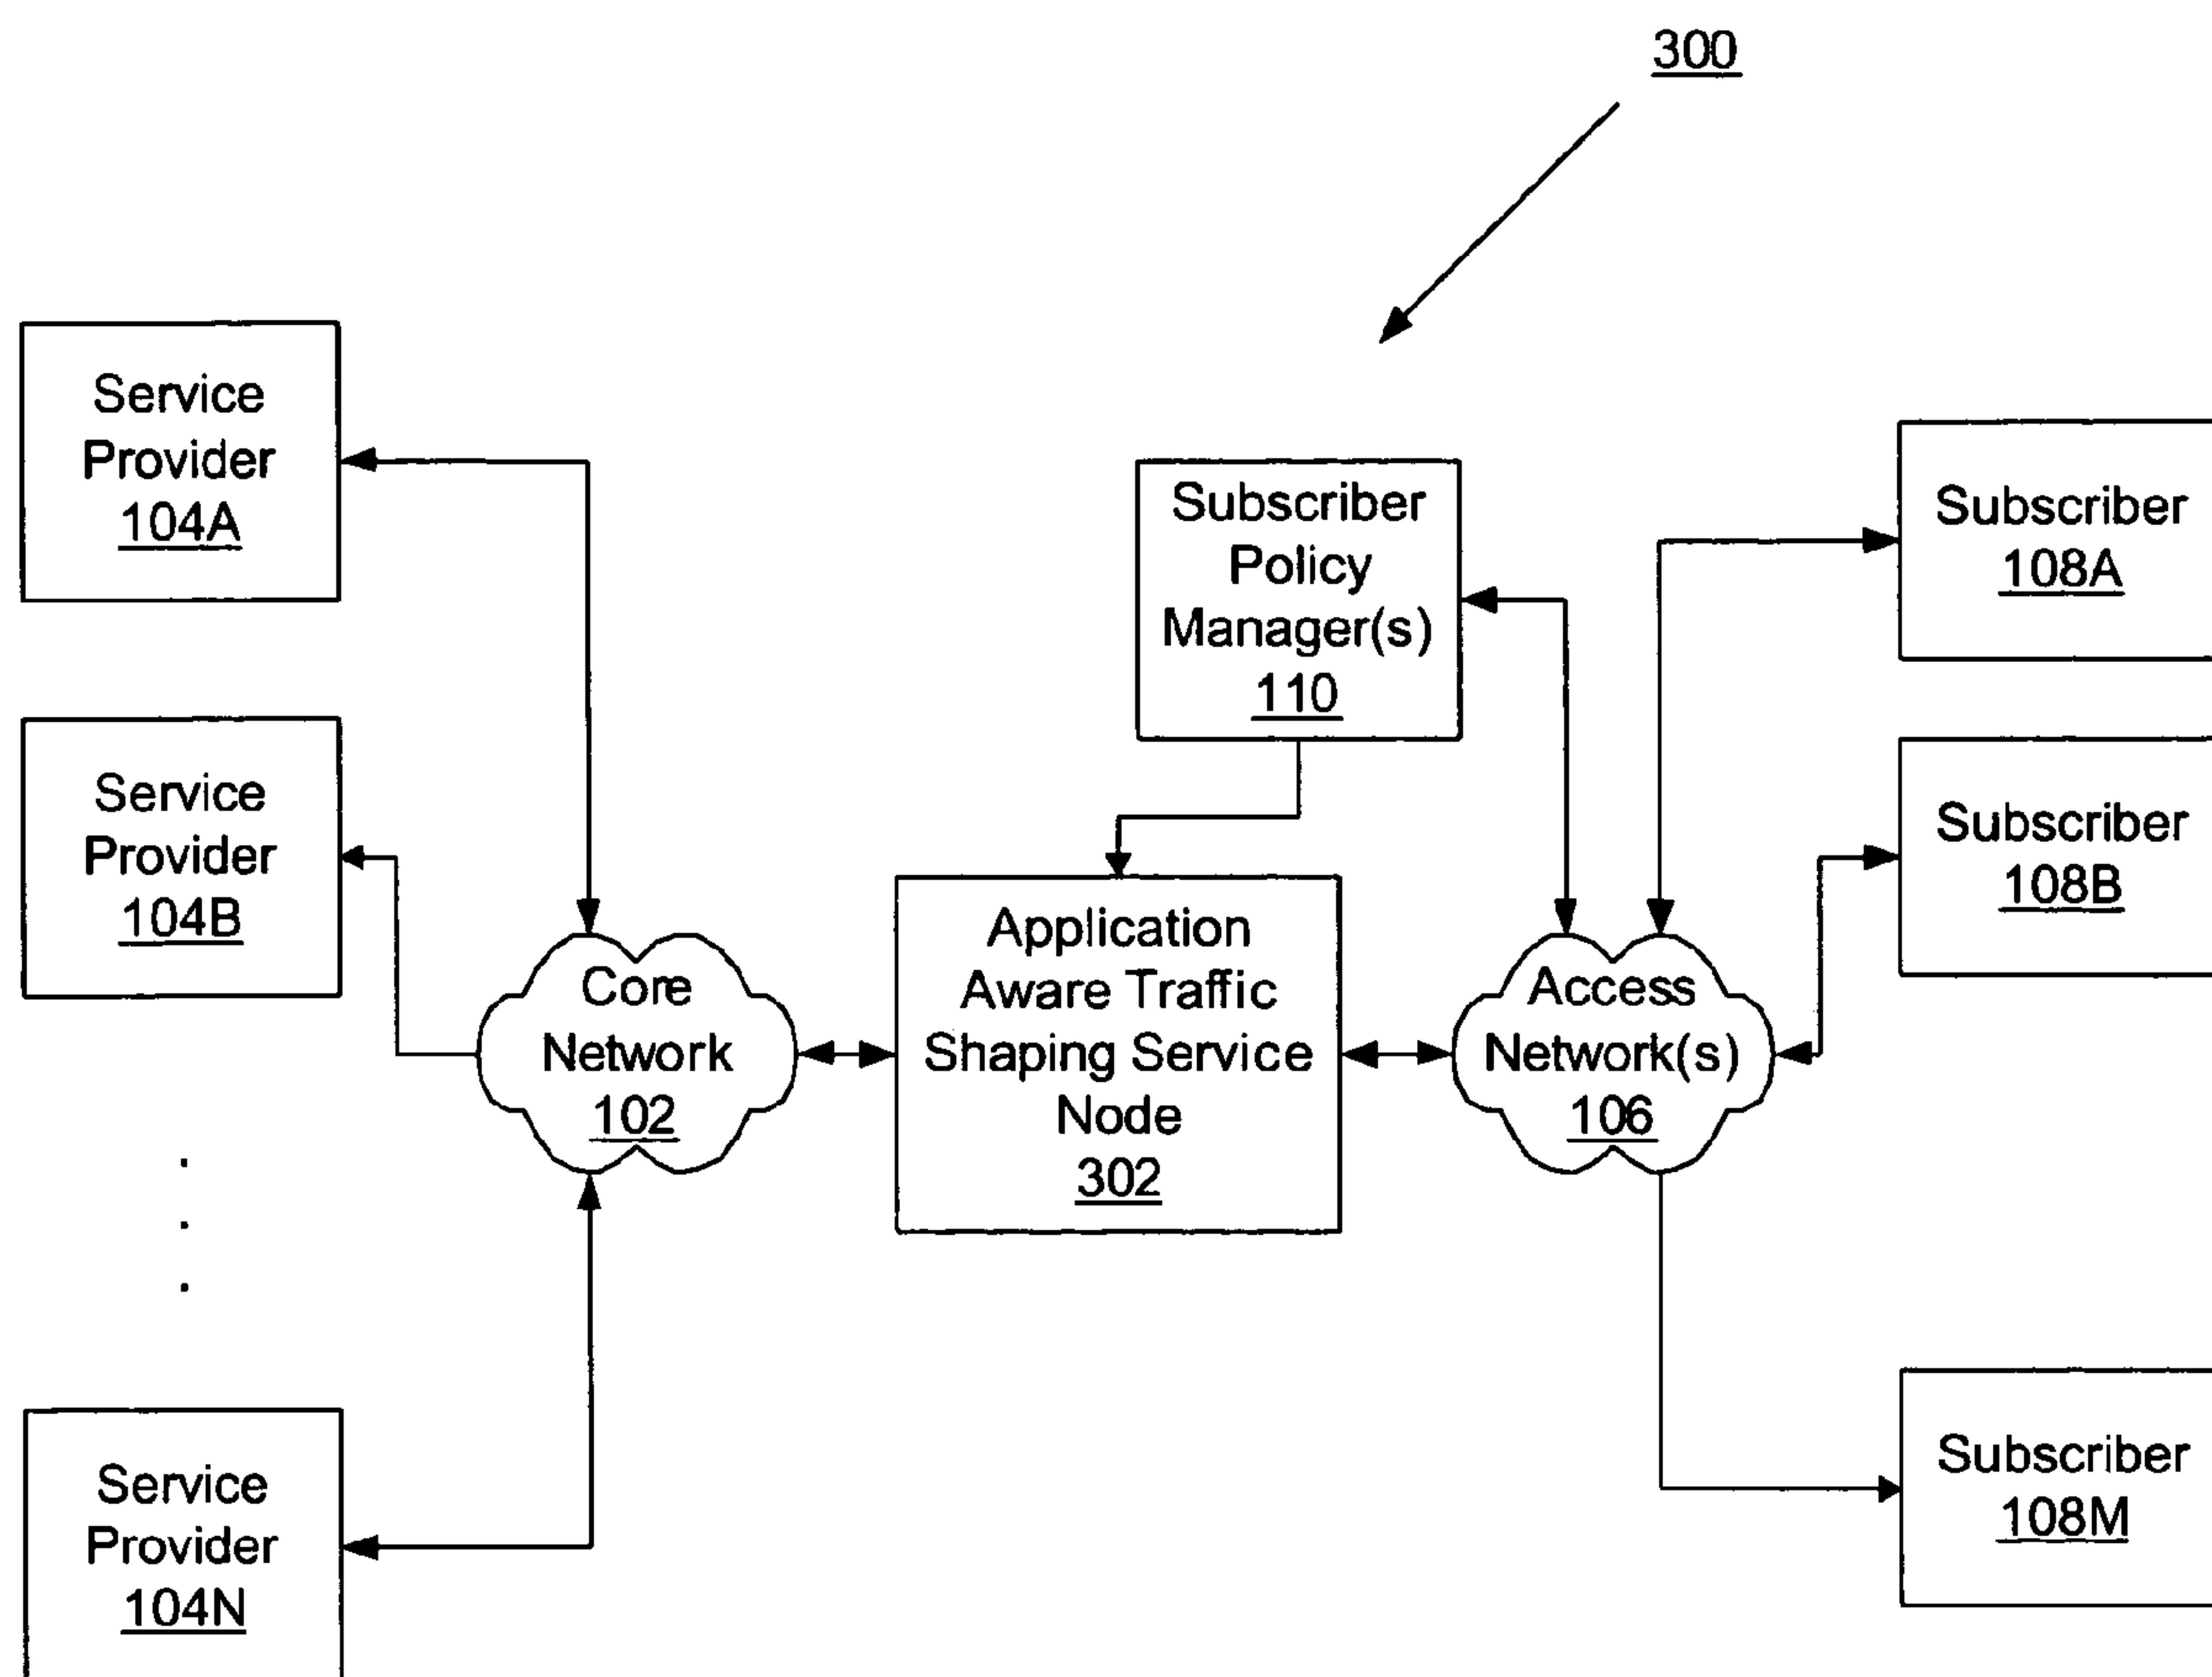 300
Service
Provider
104A
Subscriber
Policy
Manager(s)
110
Subscriber
108A
Service
Provider
104B
Subscriber
108B
Core
Network
102
Application
Aware Traffic
Shaping Service
Node
302
Access
Network(s)
106
Service
Provider
104N
Subscriber
108M